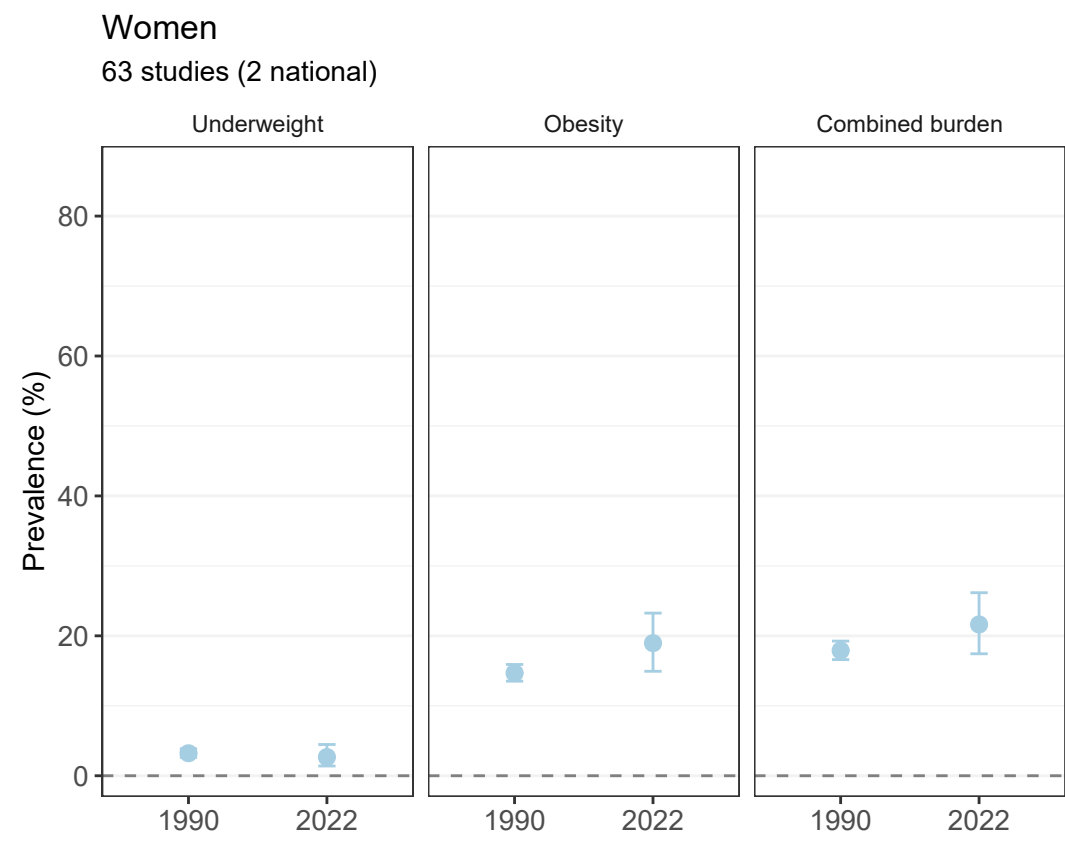 Women
63 studies (2 national)
Underweight Obesity Combined burden
Prevalence (%)
80
60
40
20
0
1990 2022 1990 2022 1990 2022